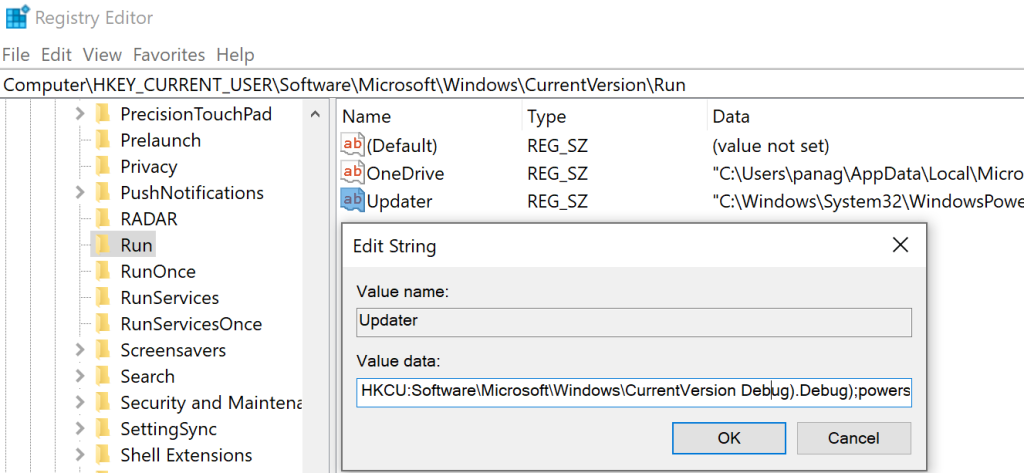 Registry Editor
File Edit View Favorites Help
Computer\HKEY_CURRENT_USER\Software\Microsoft\Windows\CurrentVersion\Run
PrecisionTouchPad
Prelaunch
Privacy
PushNotifications
RADAR
Run
RunOnce
RunServices
RunServicesOnce
Screensavers
Search
Security and Maintena
SettingSync
Shell Extensions
Name Type Data
ab (Default) REG_SZ (value not set)
ab OneDrive REG_SZ "C:\Users\panag\AppData\Local\Micro
ab Updater REG_SZ "C:\Windows\System32\WindowsPowe
Edit String
Value name:
Updater
Value data:
HKCU:Software\Microsoft\Windows\CurrentVersion Debug).Debug);powers
OK Cancel